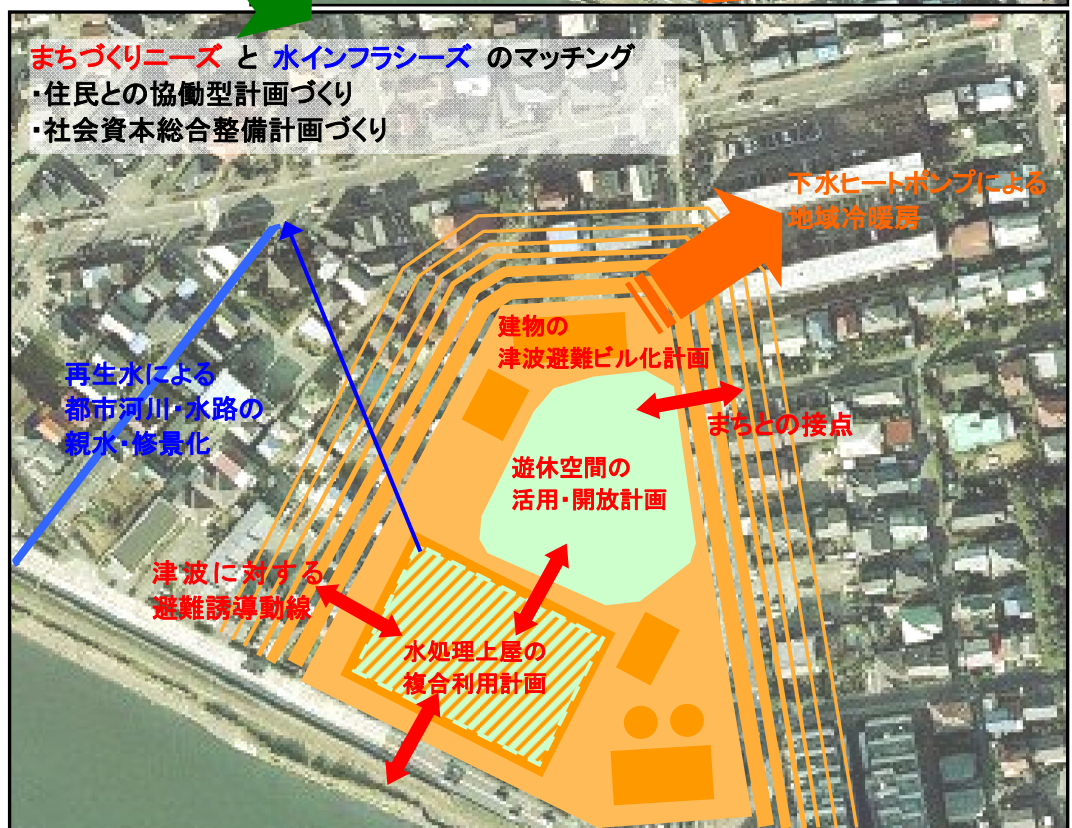 まちづくりニーズ と 水インフラシーズ のマッチング
・住民との協働型計画づくり
・社会資本総合整備計画づくり
下水ヒートポンプによる
地域冷暖房
建物の
津波避難ビル化計画
まちとの接点
再生水による
都市河川・水路の
親水・修景化
遊休空間の
活用・開放計画
津波に対する
避難誘導動線
水処理上屋の
複合利用計画